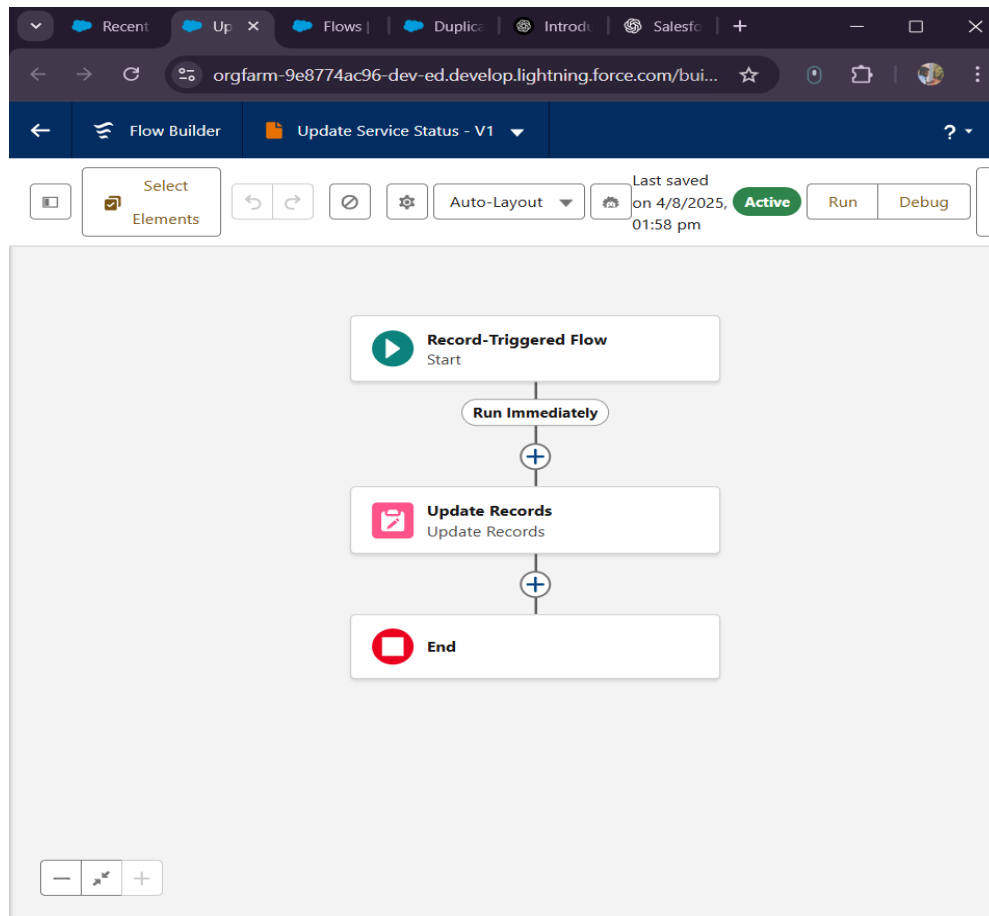 Recent
Up
Flows |
Duplica
Introdu
Salesfo
orgfarm-9e8774ac96-dev-ed.develop.lightning.force.com/bui...
Flow Builder
Update Service Status - V1
?
Select
Elements
Auto-Layout
Last saved
on 4/8/2025,
01:58 pm
Active
Run
Debug
Record-Triggered Flow
Start
Run Immediately
Update Records
Update Records
End